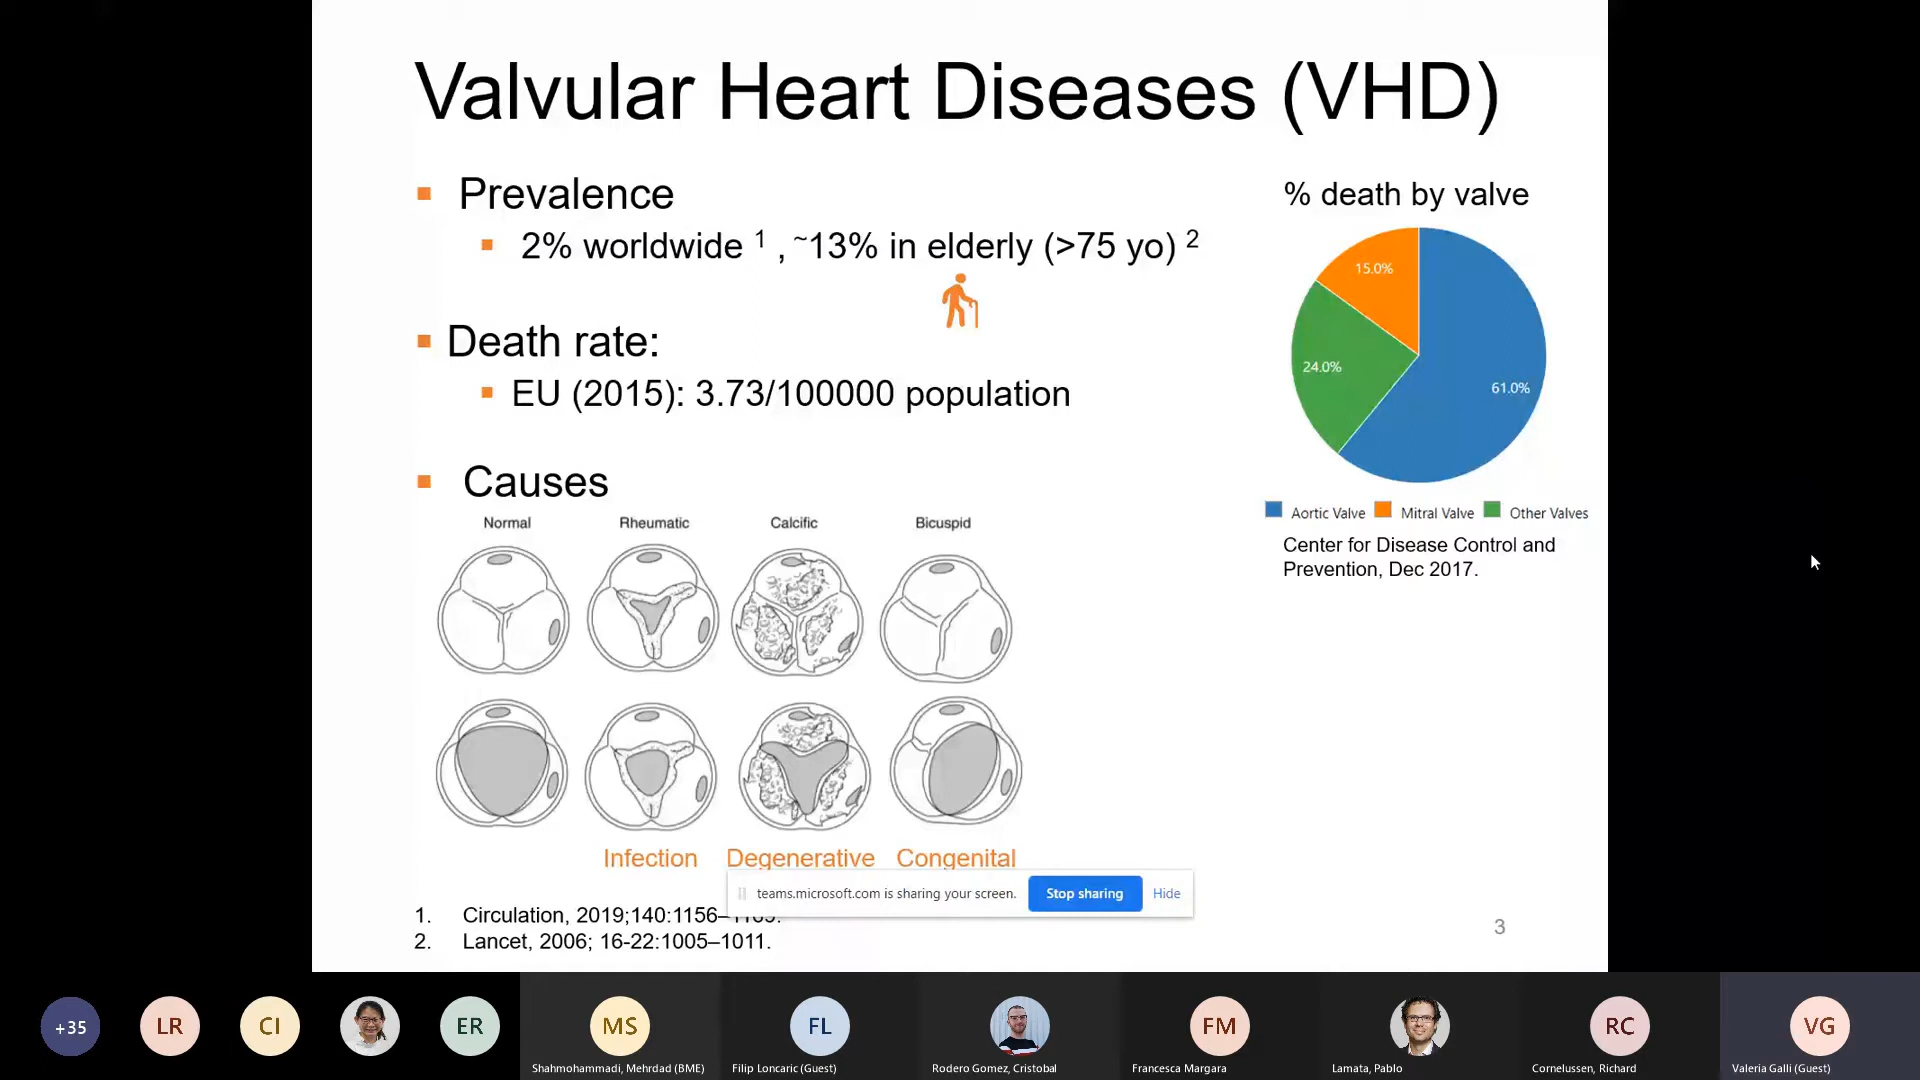 Valvular Heart Diseases (VHD)
Prevalence
2% worldwide 1 , ~13% in elderly (>75 yo) 2
Death rate:
EU (2015): 3.73/100000 population
Causes
Normal Rheumatic Calcific Bicuspid
Infection Degenerative Congenital
% death by valve
15.0%
24.0%
61.0%
Aortic Valve Mitral Valve Other Valves
Center for Disease Control and
Prevention, Dec 2017.
teams.microsoft.com is sharing your screen. Stop sharing Hide
1. Circulation, 2019;140:1156–1169.
2. Lancet, 2006; 16-22:1005–1011.
3
+35 LR CI ER MS FL FM RC VG
Shahmohammadi, Mehrdad (BME) Filip Loncaric (Guest) Rodero Gomez, Cristobal Francesca Margara Lamata, Pablo Cornelussen, Richard Valeria Galli (Guest)